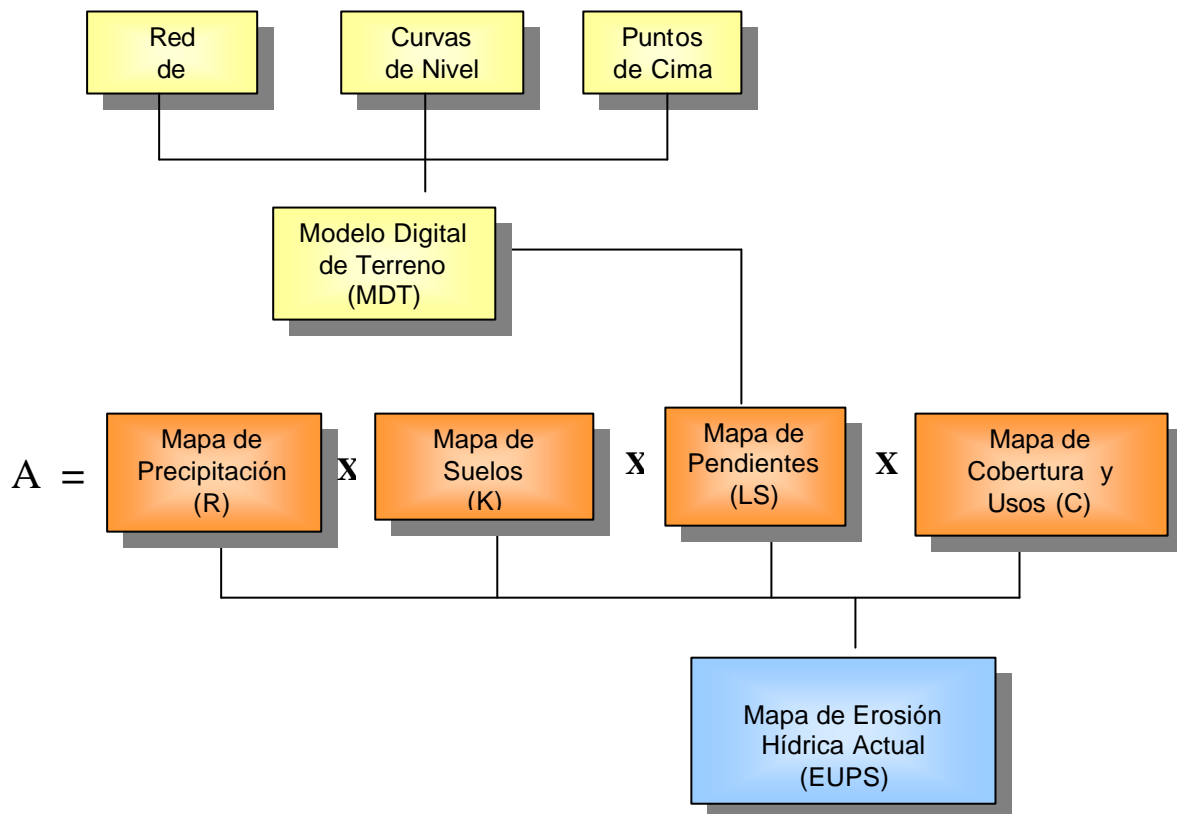 Red
de
Curvas
de Nivel
Puntos
de Cima
Modelo Digital
de Terreno
(MDT)
A =
Mapa de
Precipitación
(R)
x
Mapa de
Suelos
(K)
x
Mapa de
Pendientes
(LS)
x
Mapa de
Cobertura y
Usos (C)
Mapa de Erosión
Hídrica Actual
(EUPS)